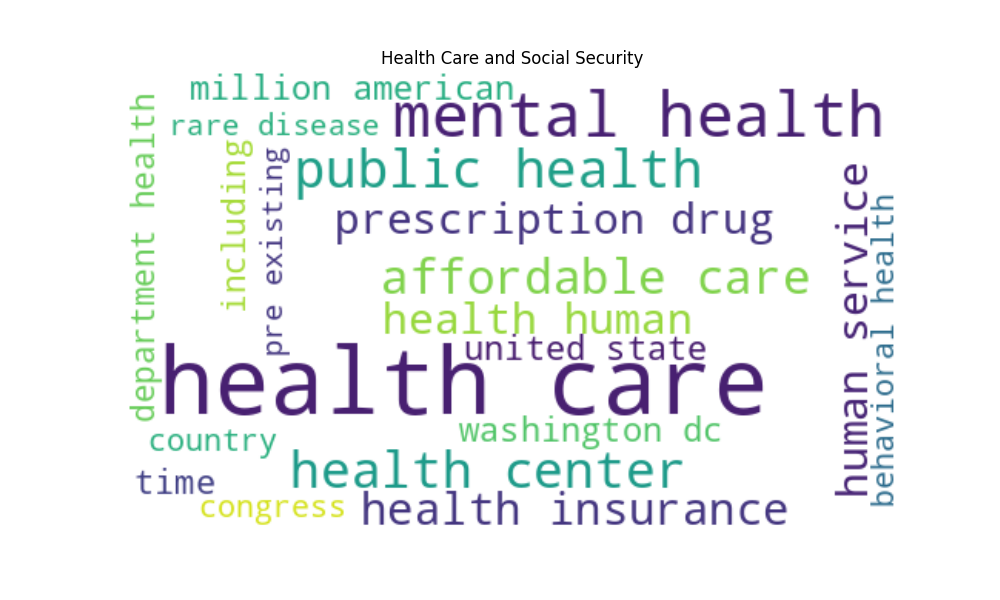 Health Care and Social Security
million american
mental health
rare disease
public health
department health
including
pre existing
prescription drug
human service
behavioral health
affordable care
health human
united state
health care
washington dc
country
health center
time
congress
health insurance